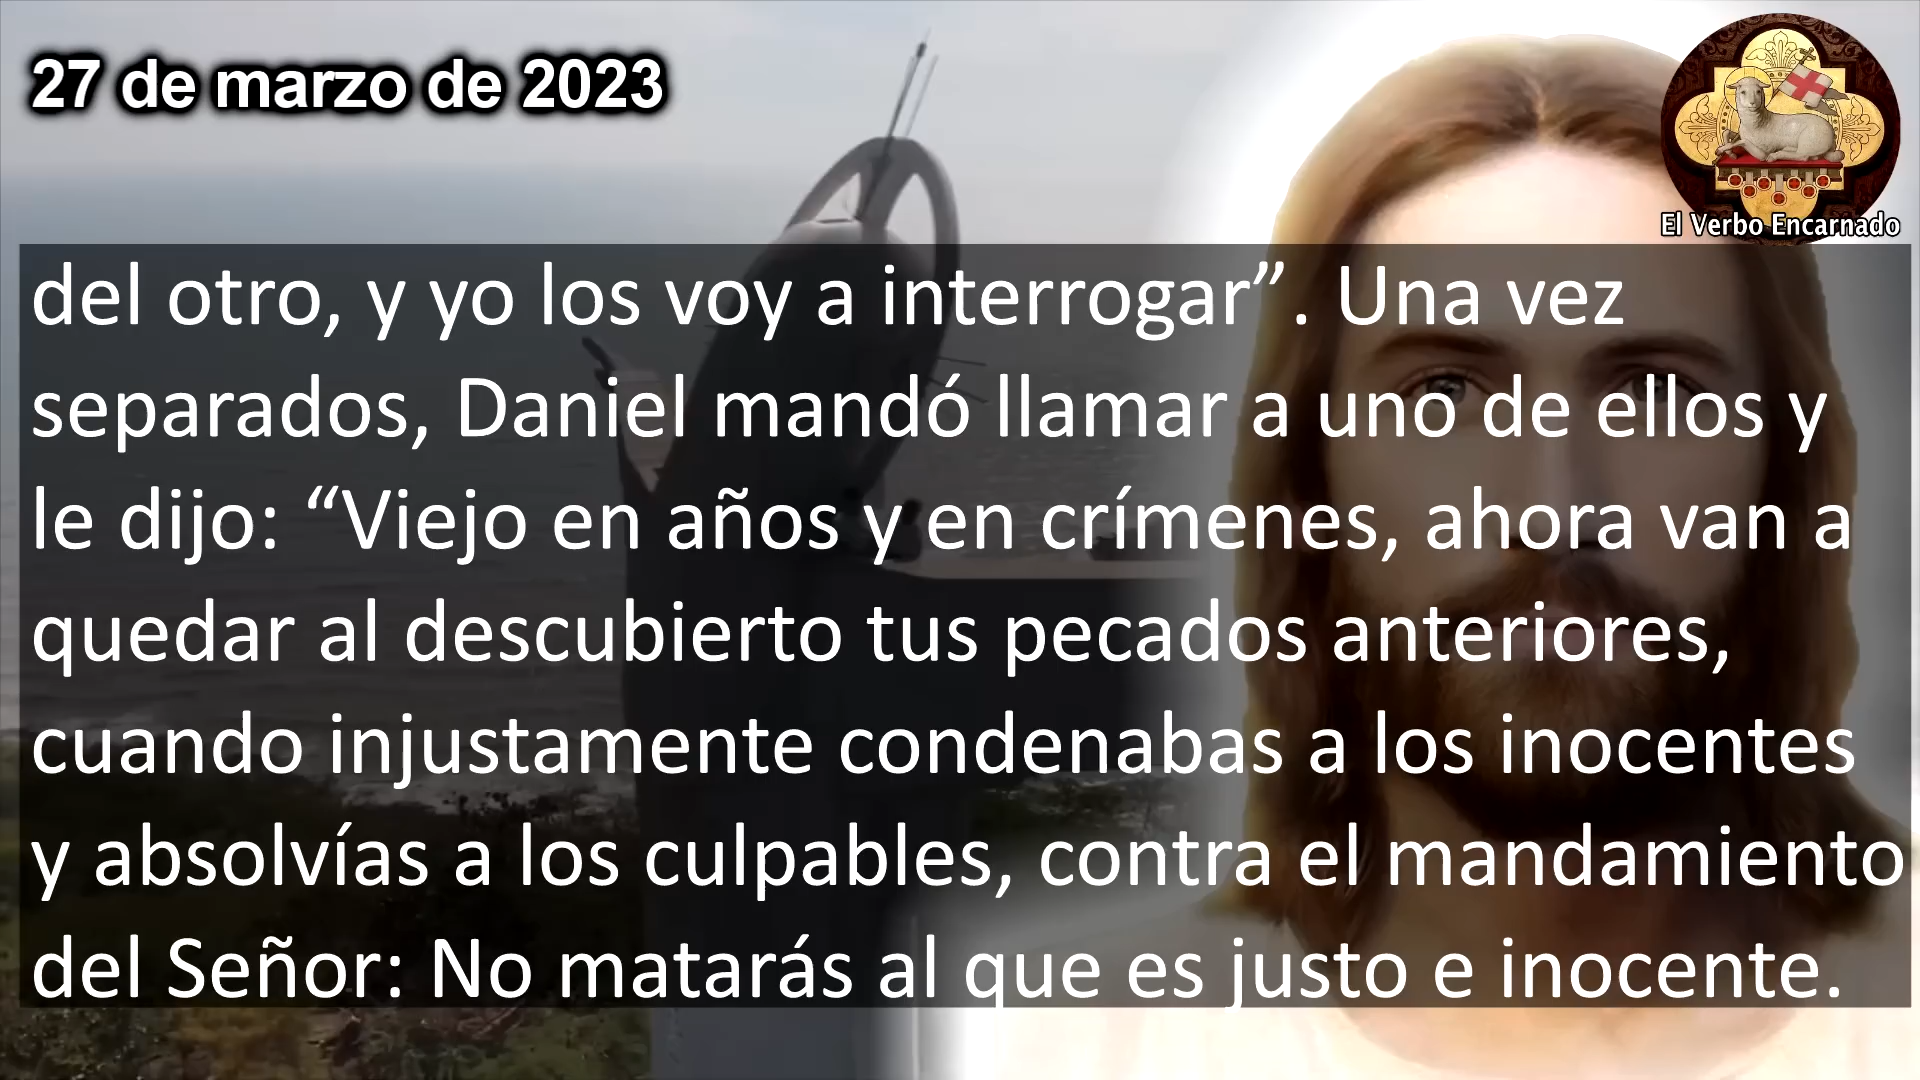 27 de marzo de 2023
El Verbo Encarnado
del otro, y yo los voy a interrogar”. Una vez
separados, Daniel mandó llamar a uno de ellos y
le dijo: “Viejo en años y en crímenes, ahora van a
quedar al descubierto tus pecados anteriores,
cuando injustamente condenabas a los inocentes
y absolvías a los culpables, contra el mandamiento
del Señor: No matarás al que es justo e inocente.